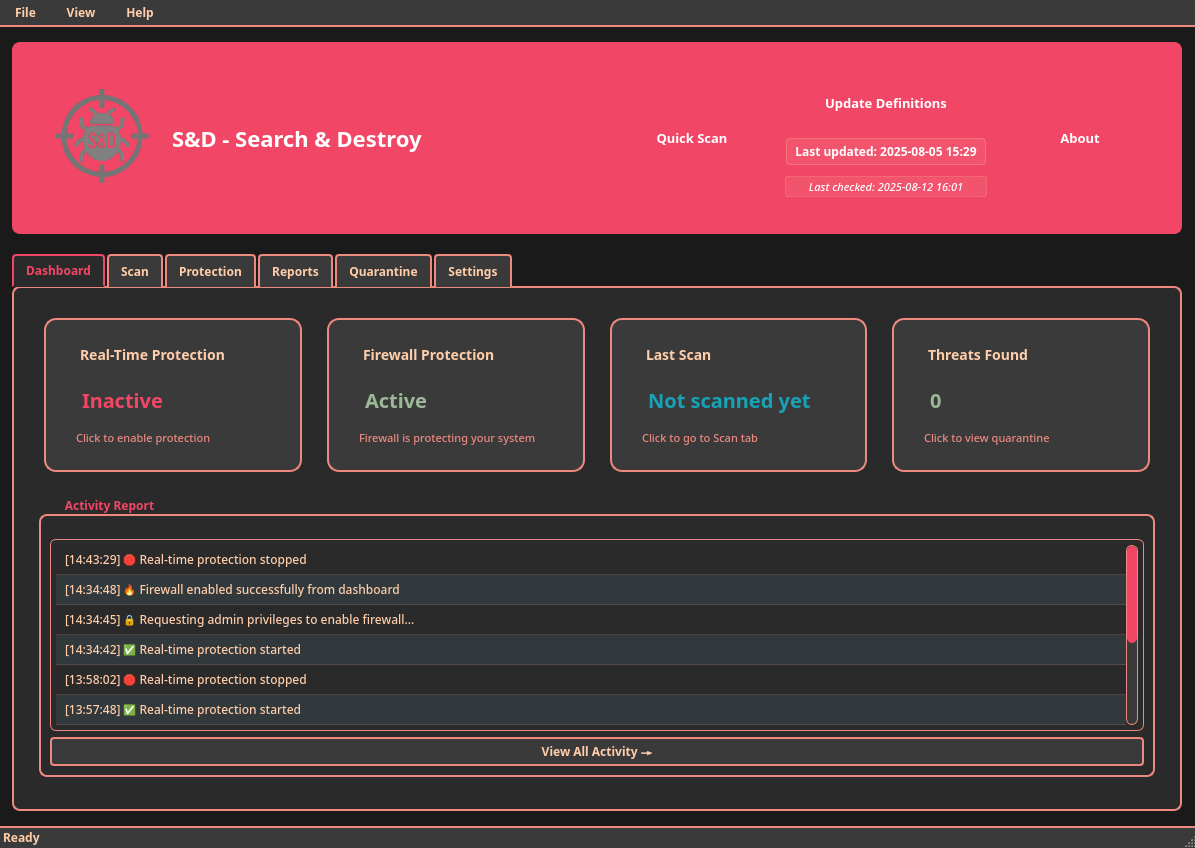 File View Help
S&D
S&D - Search & Destroy
Quick Scan
Update Definitions
Last updated: 2025-08-05 15:29
Last checked: 2025-08-12 16:01
About
Dashboard Scan Protection Reports Quarantine Settings
Real-Time Protection
Inactive
Click to enable protection
Firewall Protection
Active
Firewall is protecting your system
Last Scan
Not scanned yet
Click to go to Scan tab
Threats Found
0
Click to view quarantine
Activity Report
[14:43:29] 🛑 Real-time protection stopped
[14:34:48] 🔥 Firewall enabled successfully from dashboard
[14:34:45] 🔒 Requesting admin privileges to enable firewall...
[14:34:42] ✅ Real-time protection started
[13:58:02] 🛑 Real-time protection stopped
[13:57:48] ✅ Real-time protection started
View All Activity →
Ready